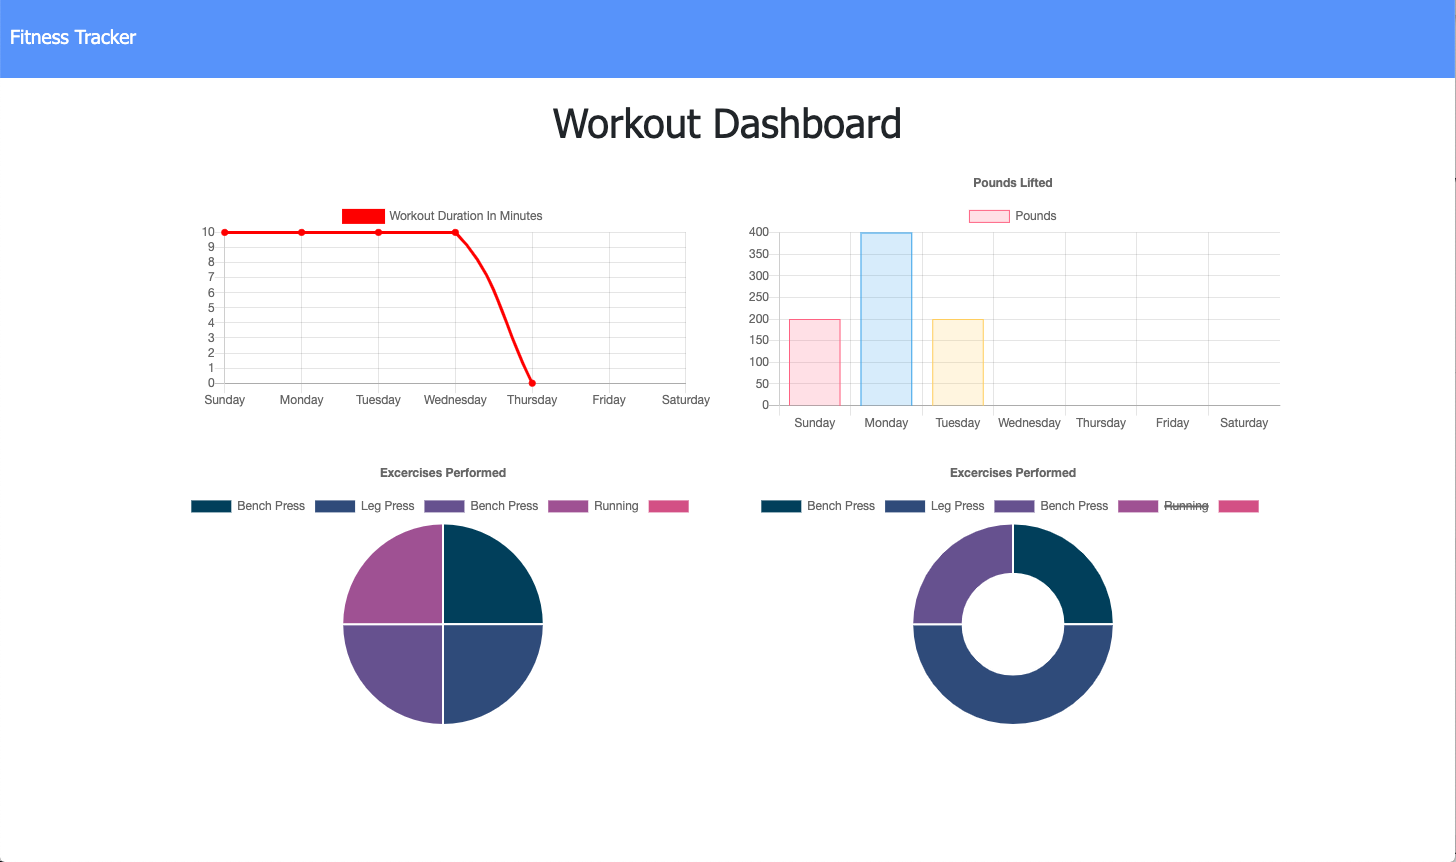 Fitness Tracker
Workout Dashboard
Workout Duration In Minutes
10
9
8
7
6
5
4
3
2
1
0
Sunday Monday Tuesday Wednesday Thursday Friday Saturday
Pounds Lifted
Pounds
400
350
300
250
200
150
100
50
0
Sunday Monday Tuesday Wednesday Thursday Friday Saturday
Excercises Performed
Bench Press Leg Press Bench Press Running
Excercises Performed
Bench Press Leg Press Bench Press Running